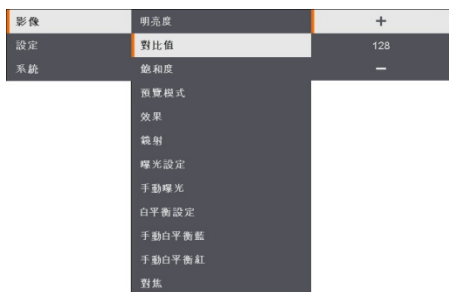 影像
設定
系統
明亮度
對比值
飽和度
預覽模式
效果
鏡射
曝光設定
手動曝光
白平衡設定
手動白平衡藍
手動白平衡紅
對焦
+
128
−